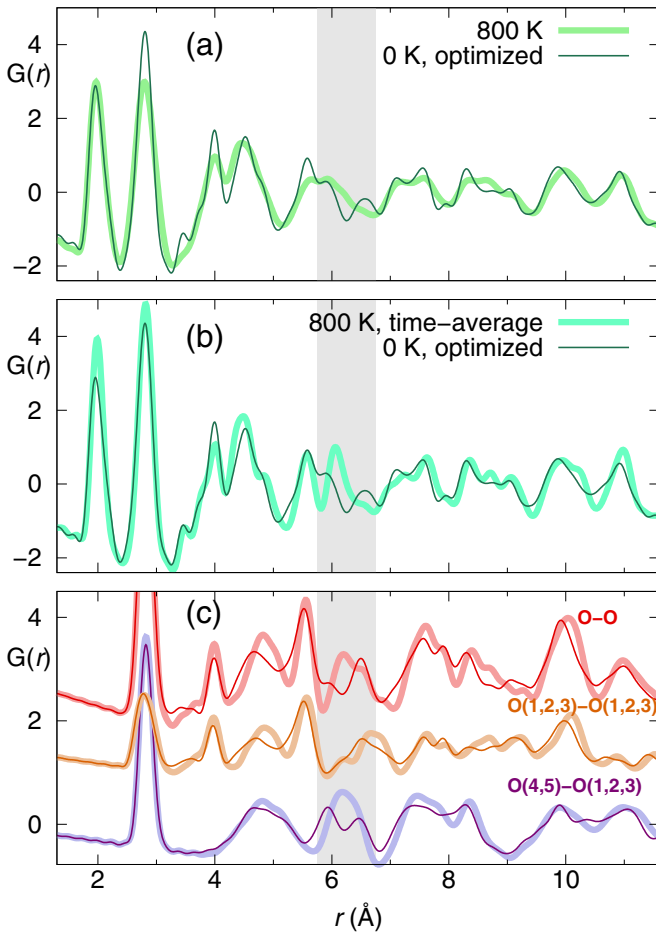 (a)
800 K
0 K, optimized
G(r)
4
2
0
−2
(b)
800 K, time−average
0 K, optimized
G(r)
4
2
0
−2
(c)
O−O
O(1,2,3)−O(1,2,3)
O(4,5)−O(1,2,3)
G(r)
4
2
0
2 4 6 8 10
r (Å)